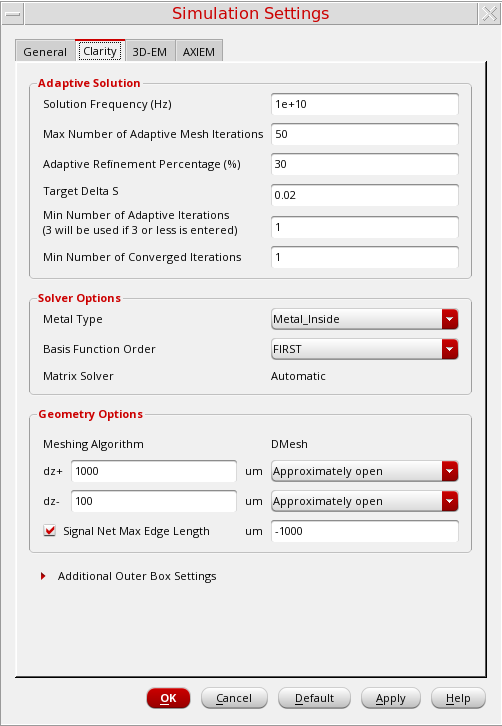 Simulation Settings
General Clarity 3D-EM AXIEM
Adaptive Solution
Solution Frequency (Hz) 1e+10
Max Number of Adaptive Mesh Iterations 50
Adaptive Refinement Percentage (%) 30
Target Delta S 0.02
Min Number of Adaptive Iterations
(3 will be used if 3 or less is entered) 1
Min Number of Converged Iterations 1
Solver Options
Metal Type Metal_Inside
Basis Function Order FIRST
Matrix Solver Automatic
Geometry Options
Meshing Algorithm DMesh
dz+ 1000 um Approximately open
dz- 100 um Approximately open
Signal Net Max Edge Length um -1000
Additional Outer Box Settings
OK Cancel Default Apply Help